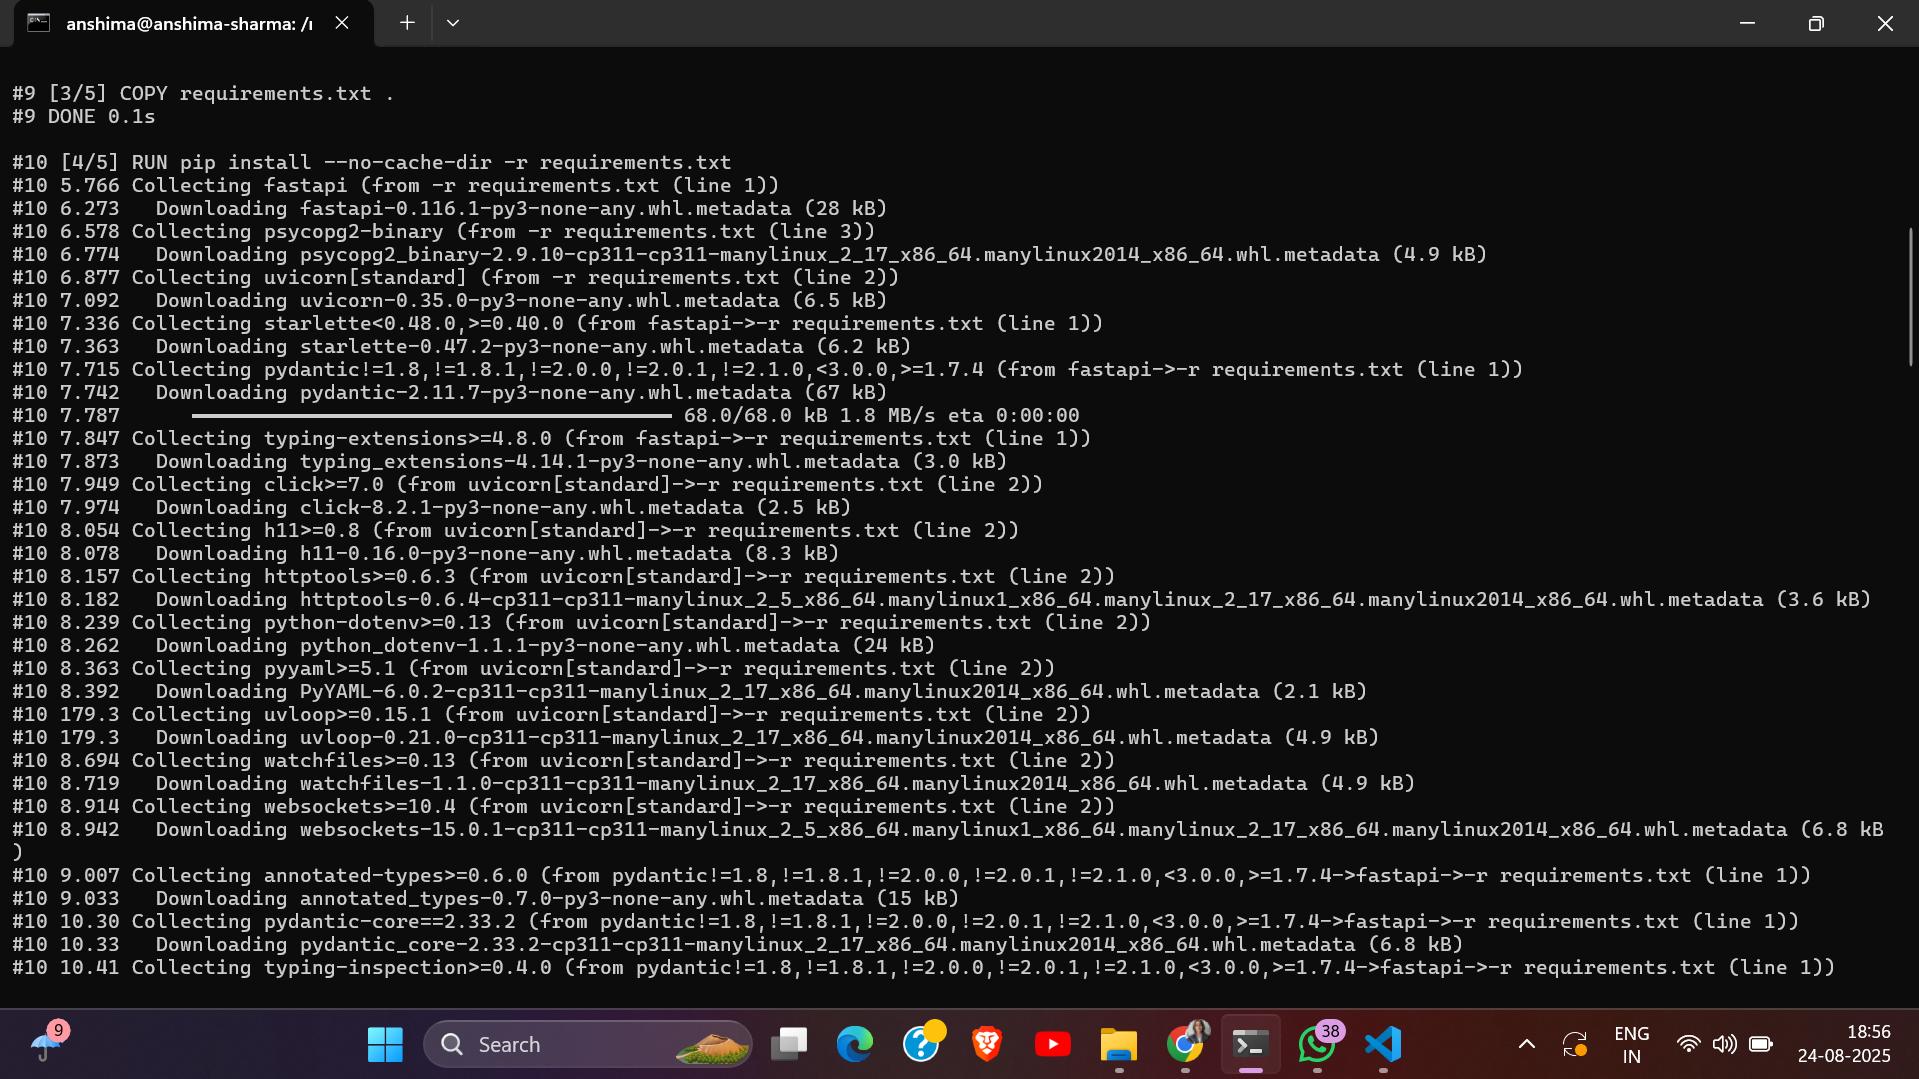 anshima@anshima-sharma: /r
#9 [3/5] COPY requirements.txt .
#9 DONE 0.1s
#10 [4/5] RUN pip install --no-cache-dir -r requirements.txt
#10 5.766 Collecting fastapi (from -r requirements.txt (line 1))
#10 6.273   Downloading fastapi-0.116.1-py3-none-any.whl.metadata (28 kB)
#10 6.578 Collecting psycopg2-binary (from -r requirements.txt (line 3))
#10 6.774   Downloading psycopg2_binary-2.9.10-cp311-cp311-manylinux_2_17_x86_64.manylinux2014_x86_64.whl.metadata (4.9 kB)
#10 6.877 Collecting uvicorn[standard] (from -r requirements.txt (line 2))
#10 7.092   Downloading uvicorn-0.35.0-py3-none-any.whl.metadata (6.5 kB)
#10 7.336 Collecting starlette<0.48.0,>=0.40.0 (from fastapi->-r requirements.txt (line 1))
#10 7.363   Downloading starlette-0.47.2-py3-none-any.whl.metadata (6.2 kB)
#10 7.715 Collecting pydantic!=1.8,!=1.8.1,!=2.0.0,!=2.0.1,!=2.1.0,<3.0.0,>=1.7.4 (from fastapi->-r requirements.txt (line 1))
#10 7.742   Downloading pydantic-2.11.7-py3-none-any.whl.metadata (67 kB)
#10 7.787      ━━━━━━━━━━━━━━━━━━━━━━━━━━━━━━━━━━━━━━━━ 68.0/68.0 kB 1.8 MB/s eta 0:00:00
#10 7.847 Collecting typing-extensions>=4.8.0 (from fastapi->-r requirements.txt (line 1))
#10 7.873   Downloading typing_extensions-4.14.1-py3-none-any.whl.metadata (3.0 kB)
#10 7.949 Collecting click>=7.0 (from uvicorn[standard]->-r requirements.txt (line 2))
#10 7.974   Downloading click-8.2.1-py3-none-any.whl.metadata (2.5 kB)
#10 8.054 Collecting h11>=0.8 (from uvicorn[standard]->-r requirements.txt (line 2))
#10 8.078   Downloading h11-0.16.0-py3-none-any.whl.metadata (8.3 kB)
#10 8.157 Collecting httptools>=0.6.3 (from uvicorn[standard]->-r requirements.txt (line 2))
#10 8.182   Downloading httptools-0.6.4-cp311-cp311-manylinux_2_5_x86_64.manylinux1_x86_64.manylinux_2_17_x86_64.manylinux2014_x86_64.whl.metadata (3.6 kB)
#10 8.239 Collecting python-dotenv>=0.13 (from uvicorn[standard]->-r requirements.txt (line 2))
#10 8.262   Downloading python_dotenv-1.1.1-py3-none-any.whl.metadata (24 kB)
#10 8.363 Collecting pyyaml>=5.1 (from uvicorn[standard]->-r requirements.txt (line 2))
#10 8.392   Downloading PyYAML-6.0.2-cp311-cp311-manylinux_2_17_x86_64.manylinux2014_x86_64.whl.metadata (2.1 kB)
#10 179.3 Collecting uvloop>=0.15.1 (from uvicorn[standard]->-r requirements.txt (line 2))
#10 179.3   Downloading uvloop-0.21.0-cp311-cp311-manylinux_2_17_x86_64.manylinux2014_x86_64.whl.metadata (4.9 kB)
#10 8.694 Collecting watchfiles>=0.13 (from uvicorn[standard]->-r requirements.txt (line 2))
#10 8.719   Downloading watchfiles-1.1.0-cp311-cp311-manylinux_2_17_x86_64.manylinux2014_x86_64.whl.metadata (4.9 kB)
#10 8.914 Collecting websockets>=10.4 (from uvicorn[standard]->-r requirements.txt (line 2))
#10 8.942   Downloading websockets-15.0.1-cp311-cp311-manylinux_2_5_x86_64.manylinux1_x86_64.manylinux_2_17_x86_64.manylinux2014_x86_64.whl.metadata (6.8 kB
)
#10 9.007 Collecting annotated-types>=0.6.0 (from pydantic!=1.8,!=1.8.1,!=2.0.0,!=2.0.1,!=2.1.0,<3.0.0,>=1.7.4->fastapi->-r requirements.txt (line 1))
#10 9.033   Downloading annotated_types-0.7.0-py3-none-any.whl.metadata (15 kB)
#10 10.30 Collecting pydantic-core==2.33.2 (from pydantic!=1.8,!=1.8.1,!=2.0.0,!=2.0.1,!=2.1.0,<3.0.0,>=1.7.4->fastapi->-r requirements.txt (line 1))
#10 10.33   Downloading pydantic_core-2.33.2-cp311-cp311-manylinux_2_17_x86_64.manylinux2014_x86_64.whl.metadata (6.8 kB)
#10 10.41 Collecting typing-inspection>=0.4.0 (from pydantic!=1.8,!=1.8.1,!=2.0.0,!=2.0.1,!=2.1.0,<3.0.0,>=1.7.4->fastapi->-r requirements.txt (line 1))
9
Search
38
ENG
IN
18:56
24-08-2025